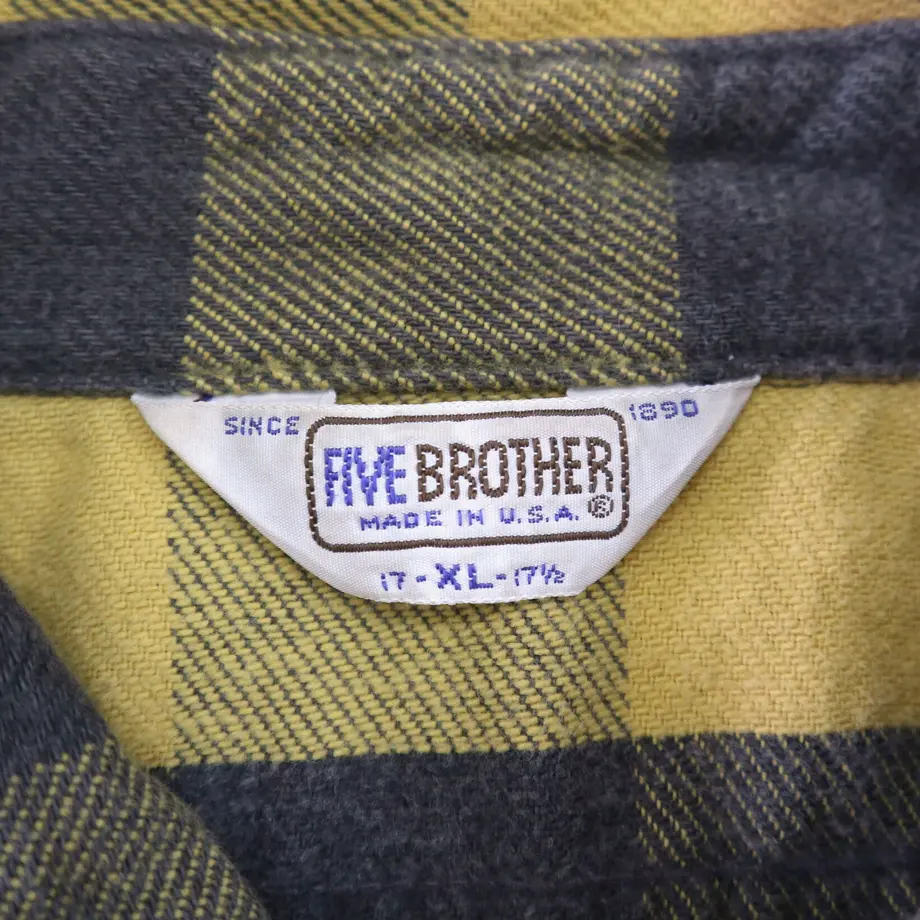 SINCE 1890
FIVE BROTHER ®
MADE IN U.S.A.
17 - XL - 17½